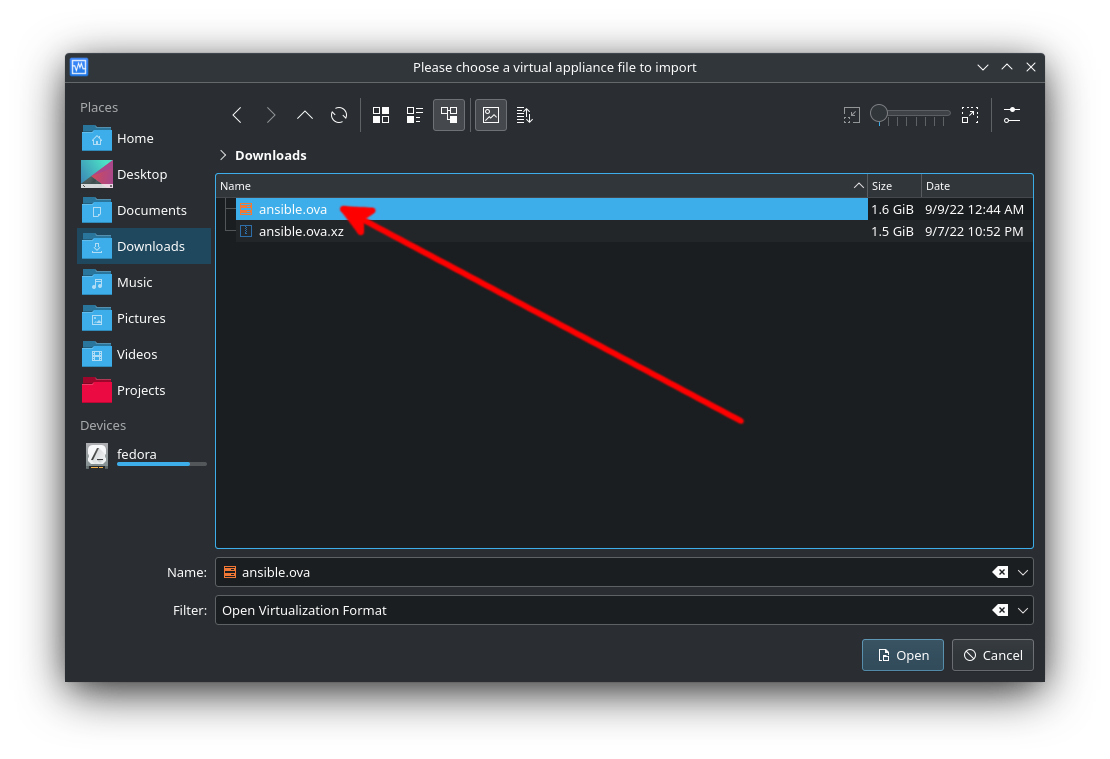 Please choose a virtual appliance file to import
Places
Home
Desktop
Documents
Downloads
Music
Pictures
Videos
Projects
Devices
fedora
Downloads
Name Size Date
ansible.ova 1.6 GiB 9/9/22 12:44 AM
ansible.ova.xz 1.5 GiB 9/7/22 10:52 PM
Name: ansible.ova
Filter: Open Virtualization Format
Open Cancel